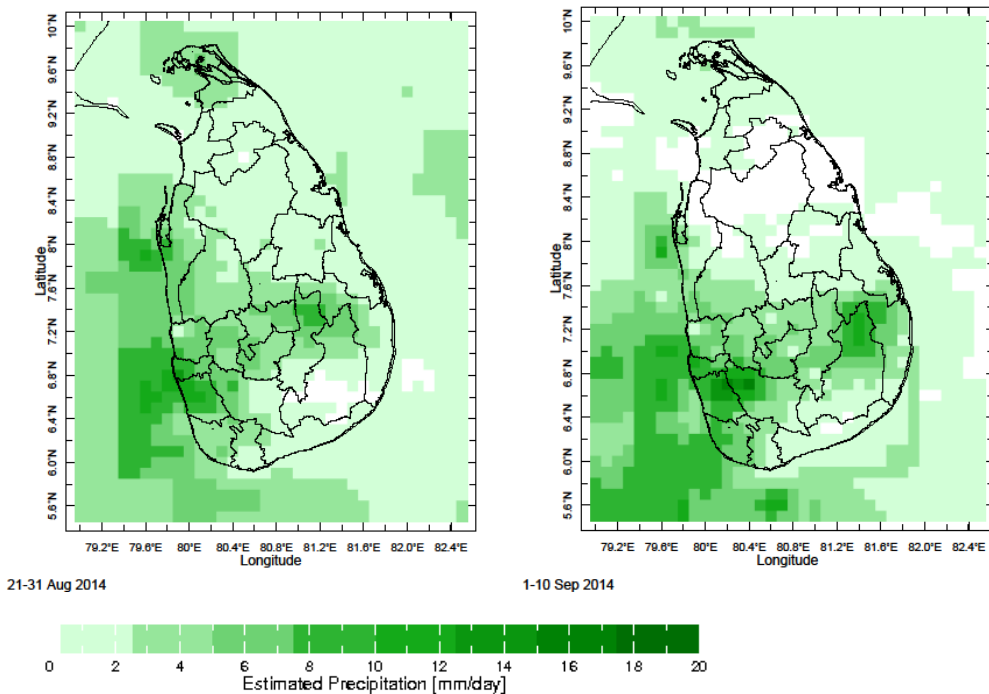 10°N
9.6°N
9.2°N
8.8°N
8.4°N
8°N
7.6°N
7.2°N
6.8°N
6.4°N
6.0°N
5.6°N
Latitude
79.2°E 79.6°E 80°E 80.4°E 80.8°E 81.2°E 81.6°E 82.0°E 82.4°E
Longitude
21-31 Aug 2014
10°N
9.6°N
9.2°N
8.8°N
8.4°N
8°N
7.6°N
7.2°N
6.8°N
6.4°N
6.0°N
5.6°N
Latitude
79.2°E 79.6°E 80°E 80.4°E 80.8°E 81.2°E 81.6°E 82.0°E 82.4°E
Longitude
1-10 Sep 2014
0 2 4 6 8 10 12 14 16 18 20
Estimated Precipitation [mm/day]